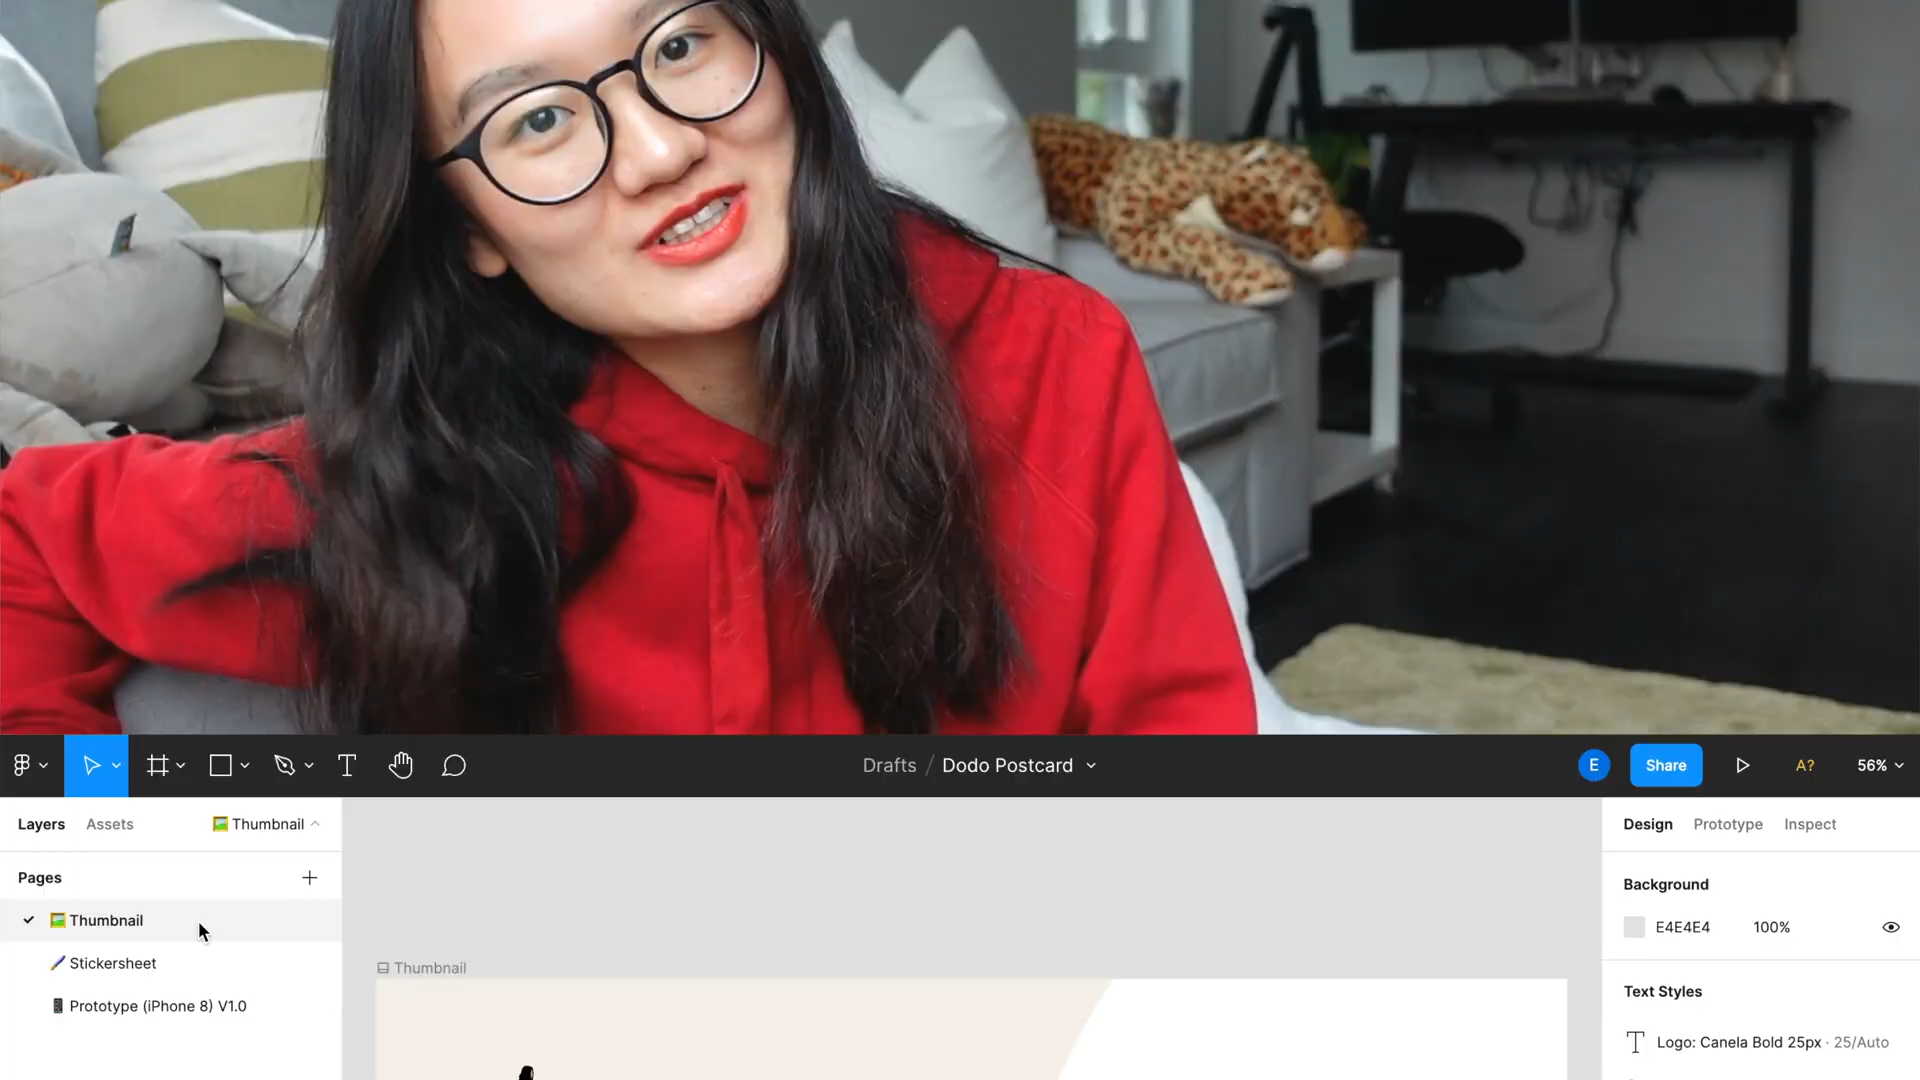 Drafts / Dodo Postcard
E
Share
A?
56%
Layers
Assets
Thumbnail
Design
Prototype
Inspect
Pages
Background
Thumbnail
E4E4E4
100%
Stickersheet
Thumbnail
Text Styles
Prototype (iPhone 8) V1.0
Logo: Canela Bold 25px · 25/Auto